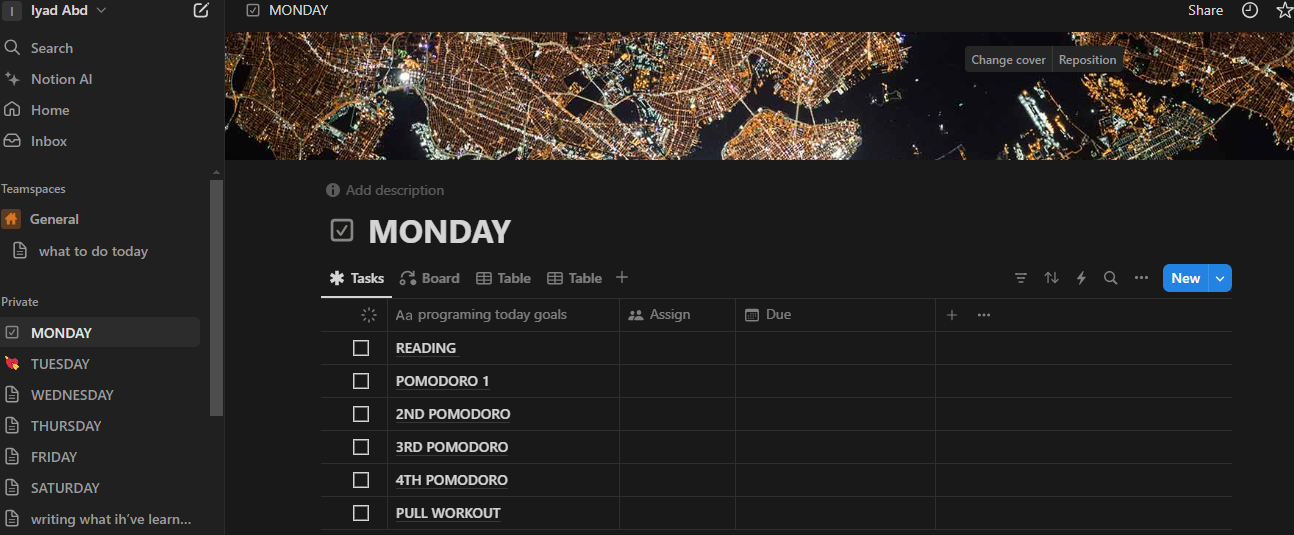 I Iyad Abd
Search
Notion AI
Home
Inbox
Teamspaces
General
what to do today
Private
MONDAY
TUESDAY
WEDNESDAY
THURSDAY
FRIDAY
SATURDAY
writing what ih've learn...
MONDAY
Share
Change cover Reposition
Add description
MONDAY
Tasks Board Table Table
New
Aa programing today goals Assign Due
READING
POMODORO 1
2ND POMODORO
3RD POMODORO
4TH POMODORO
PULL WORKOUT